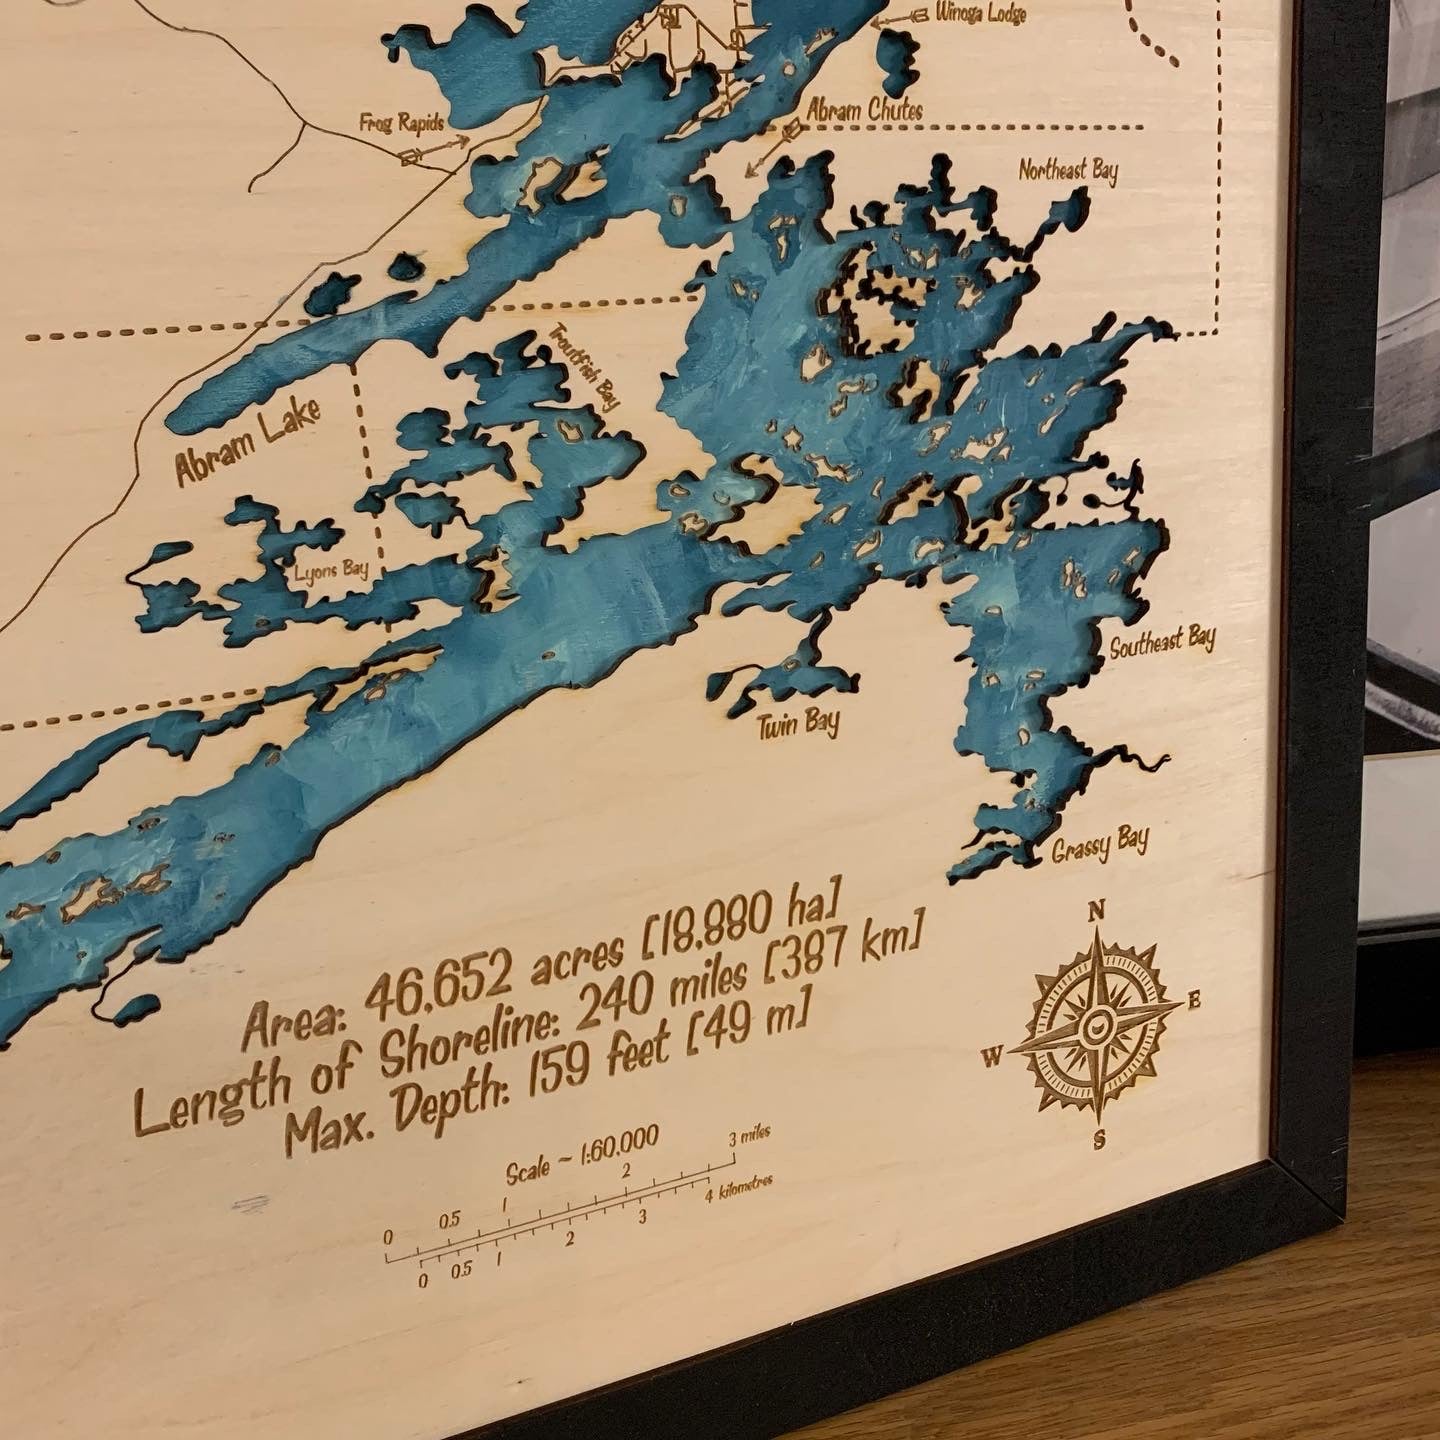 Winoga Lodge
Abram Chutes
Frog Rapids
Northeast Bay
Troutfish Bay
Abram Lake
Lyons Bay
Southeast Bay
Twin Bay
Grassy Bay
Area: 46,652 acres [18,880 ha]
Length of Shoreline: 240 miles [387 km]
Max. Depth: 159 feet [49 m]
N
E
W
S
Scale ~ 1:60,000
0 0.5 1 2 3 miles
0 0.5 1 2 3 4 kilometres